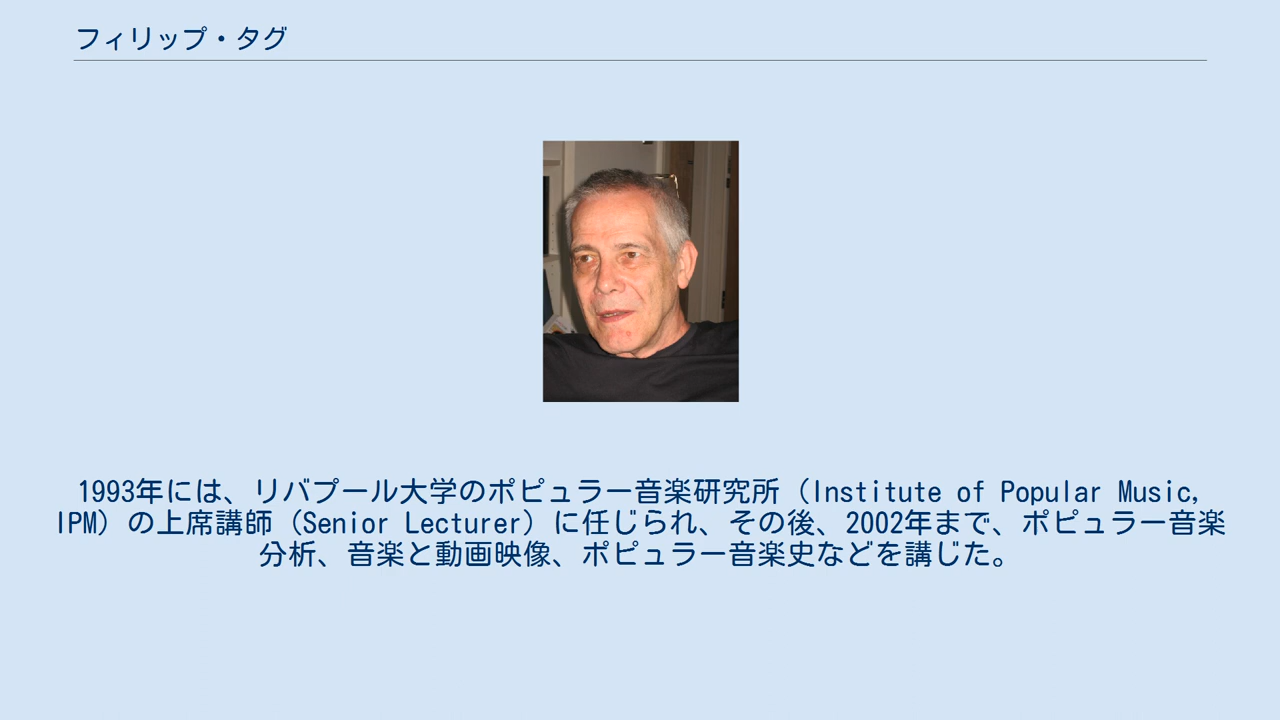 フィリップ・タグ
1993年には、リバプール大学のポピュラー音楽研究所（Institute of Popular Music,
IPM）の上席講師（Senior Lecturer）に任じられ、その後、2002年まで、ポピュラー音楽
分析、音楽と動画映像、ポピュラー音楽史などを講じた。